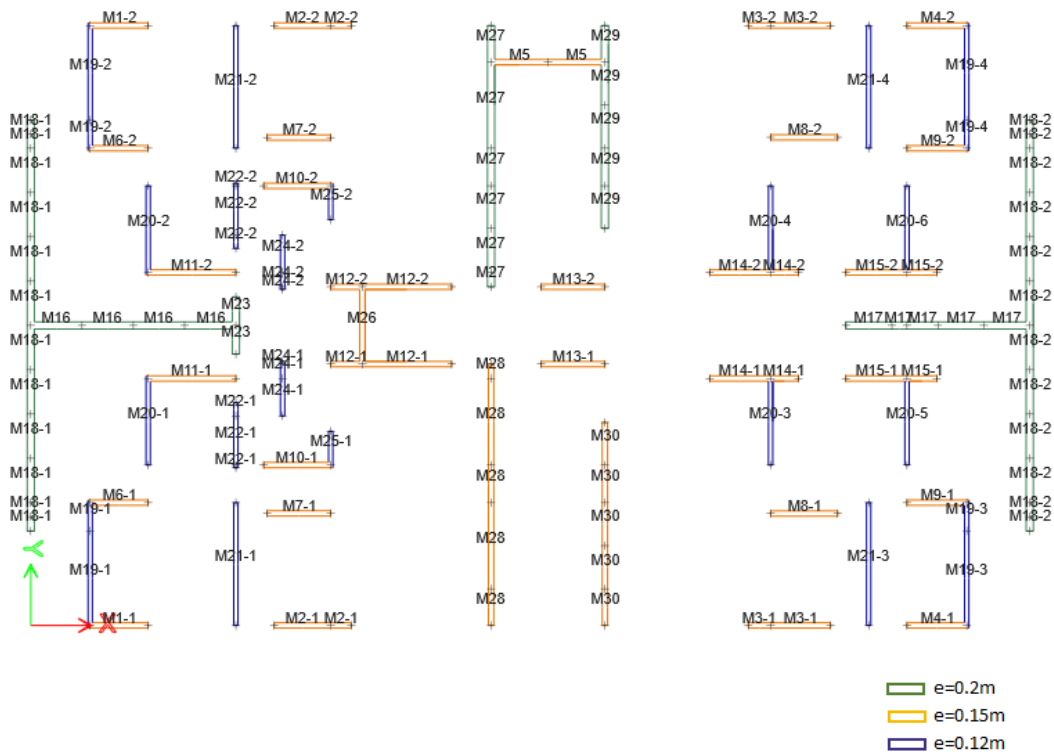 M1-2 M2-2 M2-2 M27 M29 M3-2 M3-2 M4-2
M5 M5
M19-2 M21-2 M29 M21-4 M19-4
M27
M29
M18-1 M19-2 M19-4 M18-2
M18-1 M7-2 M8-2 M18-2
M6-2 M9-2
M18-1 M27 M29 M18-2
M22-2 M10-2
M25-2
M18-1 M20-2 M22-2 M27 M29 M20-4 M20-6 M18-2
M22-2 M27
M18-1 M24-2 M18-2
M11-2 M24-2 M27 M14-2 M14-2 M15-2 M15-2
M24-2 M12-2 M12-2 M13-2
M18-1 M18-2
M23
M16 M16 M16 M16 M26 M17 M17 M17 M17
M18-1 M23 M18-2
M24-1
M24-1 M12-1 M12-1 M28 M13-1
M18-1 M11-1 M14-1 M14-1 M15-1 M15-1 M18-2
M24-1
M22-1
M18-1 M20-1 M28 M20-3 M20-5 M18-2
M22-1 M25-1 M30
M18-1 M22-1 M10-1 M28 M30 M18-2
M6-1 M9-1
M18-1 M19-1 M7-1 M8-1 M19-3 M18-2
M18-1 M30 M18-2
M28
M21-1 M30 M21-3
M19-1 M19-3
M28 M30
M1-1 M2-1 M2-1 M3-1 M3-1 M4-1
Y
X
e=0.2m
e=0.15m
e=0.12m